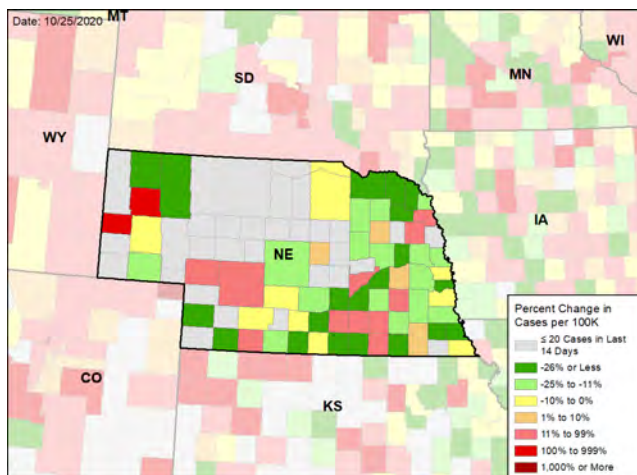 Date: 10/25/2020
MT
WI
SD
MN
WY
IA
NE
Percent Change in
Cases per 100K
≤ 20 Cases in Last
14 Days
-26% or Less
-25% to -11%
-10% to 0%
1% to 10%
11% to 99%
100% to 999%
1,000% or More
CO
KS